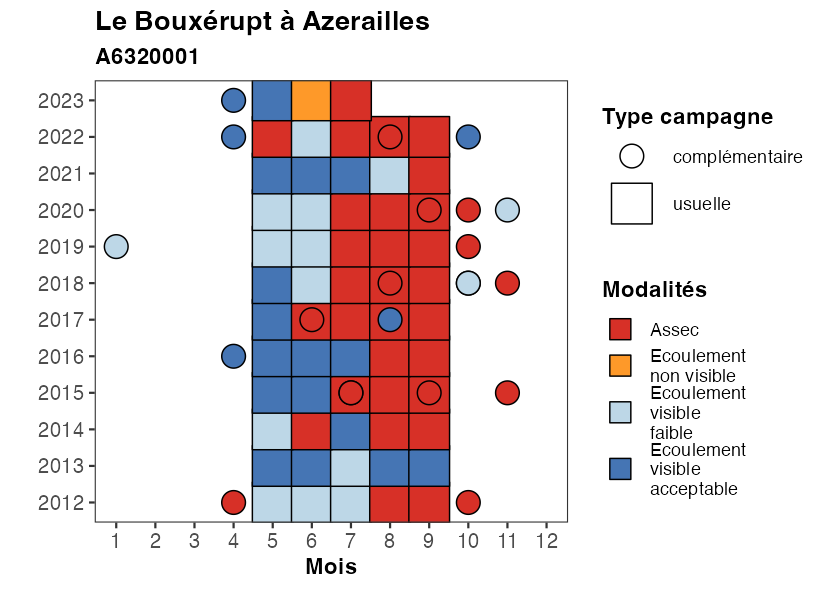 Le Bouxérupt à Azerailles
A6320001
2023
2022
2021
2020
2019
2018
2017
2016
2015
2014
2013
2012
1 2 3 4 5 6 7 8 9 10 11 12
Mois
Type campagne
complémentaire
usuelle
Modalités
Assec
Ecoulement
non visible
Ecoulement
visible
faible
Ecoulement
visible
acceptable